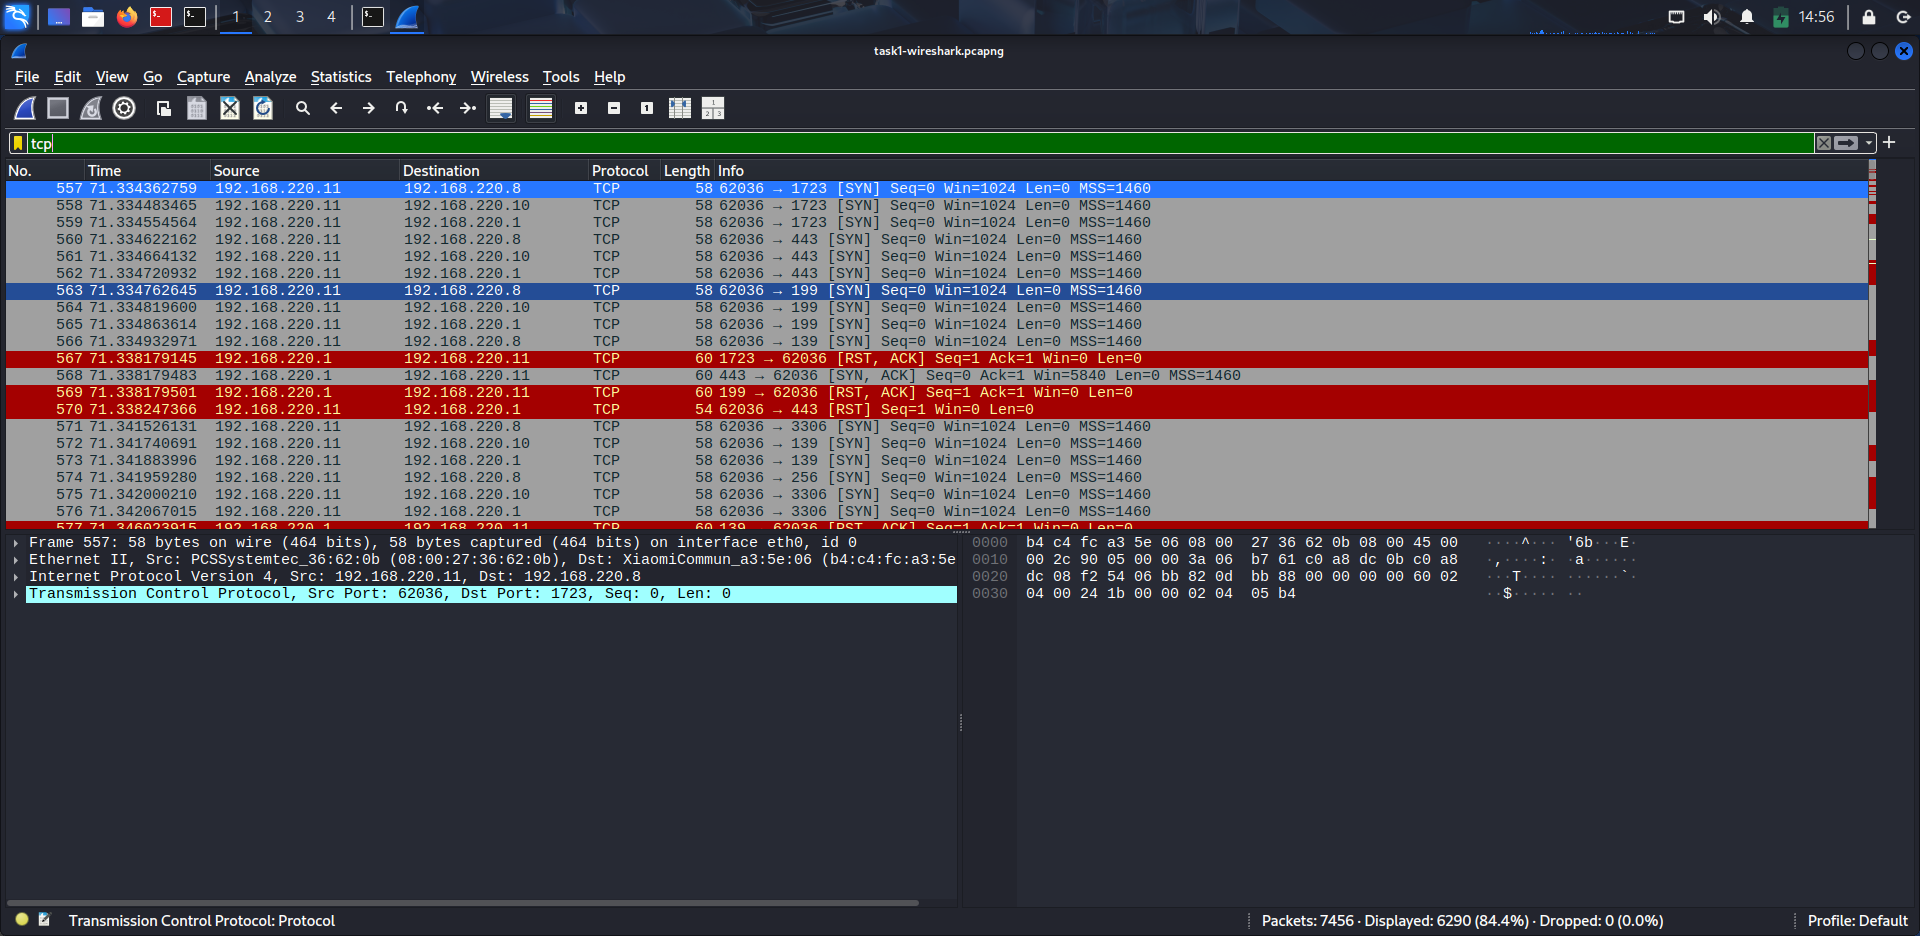 1 2 3 4 14:56
task1-wireshark.pcapng
File Edit View Go Capture Analyze Statistics Telephony Wireless Tools Help
tcp
No. Time Source Destination Protocol Length Info
557 71.334362759 192.168.220.11 192.168.220.8 TCP 58 62036 → 1723 [SYN] Seq=0 Win=1024 Len=0 MSS=1460
558 71.334483465 192.168.220.11 192.168.220.10 TCP 58 62036 → 1723 [SYN] Seq=0 Win=1024 Len=0 MSS=1460
559 71.334554564 192.168.220.11 192.168.220.1 TCP 58 62036 → 1723 [SYN] Seq=0 Win=1024 Len=0 MSS=1460
560 71.334622162 192.168.220.11 192.168.220.8 TCP 58 62036 → 443 [SYN] Seq=0 Win=1024 Len=0 MSS=1460
561 71.334664132 192.168.220.11 192.168.220.10 TCP 58 62036 → 443 [SYN] Seq=0 Win=1024 Len=0 MSS=1460
562 71.334720932 192.168.220.11 192.168.220.1 TCP 58 62036 → 443 [SYN] Seq=0 Win=1024 Len=0 MSS=1460
563 71.334762645 192.168.220.11 192.168.220.8 TCP 58 62036 → 199 [SYN] Seq=0 Win=1024 Len=0 MSS=1460
564 71.334819600 192.168.220.11 192.168.220.10 TCP 58 62036 → 199 [SYN] Seq=0 Win=1024 Len=0 MSS=1460
565 71.334863614 192.168.220.11 192.168.220.1 TCP 58 62036 → 199 [SYN] Seq=0 Win=1024 Len=0 MSS=1460
566 71.334932971 192.168.220.11 192.168.220.8 TCP 58 62036 → 139 [SYN] Seq=0 Win=1024 Len=0 MSS=1460
567 71.338179145 192.168.220.1 192.168.220.11 TCP 60 1723 → 62036 [RST, ACK] Seq=1 Ack=1 Win=0 Len=0
568 71.338179483 192.168.220.1 192.168.220.11 TCP 60 443 → 62036 [SYN, ACK] Seq=0 Ack=1 Win=5840 Len=0 MSS=1460
569 71.338179501 192.168.220.1 192.168.220.11 TCP 60 199 → 62036 [RST, ACK] Seq=1 Ack=1 Win=0 Len=0
570 71.338247366 192.168.220.11 192.168.220.1 TCP 54 62036 → 443 [RST] Seq=1 Win=0 Len=0
571 71.341526131 192.168.220.11 192.168.220.8 TCP 58 62036 → 3306 [SYN] Seq=0 Win=1024 Len=0 MSS=1460
572 71.341740691 192.168.220.11 192.168.220.10 TCP 58 62036 → 139 [SYN] Seq=0 Win=1024 Len=0 MSS=1460
573 71.341883996 192.168.220.11 192.168.220.1 TCP 58 62036 → 139 [SYN] Seq=0 Win=1024 Len=0 MSS=1460
574 71.341959280 192.168.220.11 192.168.220.8 TCP 58 62036 → 256 [SYN] Seq=0 Win=1024 Len=0 MSS=1460
575 71.342000210 192.168.220.11 192.168.220.10 TCP 58 62036 → 3306 [SYN] Seq=0 Win=1024 Len=0 MSS=1460
576 71.342067015 192.168.220.11 192.168.220.1 TCP 58 62036 → 3306 [SYN] Seq=0 Win=1024 Len=0 MSS=1460
577 71.346023915 192.168.220.1 192.168.220.11 TCP 60 139 → 62036 [RST, ACK] Seq=1 Ack=1 Win=0 Len=0
Frame 557: 58 bytes on wire (464 bits), 58 bytes captured (464 bits) on interface eth0, id 0
Ethernet II, Src: PCSSystemtec_36:62:0b (08:00:27:36:62:0b), Dst: XiaomiCommun_a3:5e:06 (b4:c4:fc:a3:5e
Internet Protocol Version 4, Src: 192.168.220.11, Dst: 192.168.220.8
Transmission Control Protocol, Src Port: 62036, Dst Port: 1723, Seq: 0, Len: 0
0000 b4 c4 fc a3 5e 06 08 00 27 36 62 0b 08 00 45 00 ····^··· '6b···E·
0010 00 2c 90 05 00 00 3a 06 b7 61 c0 a8 dc 0b c0 a8 ·,····:· ·a······
0020 dc 08 f2 54 06 bb 82 0d bb 88 00 00 00 00 60 02 ···T···· ······`·
0030 04 00 24 1b 00 00 02 04 05 b4 ··$····· ··
Transmission Control Protocol: Protocol
Packets: 7456 · Displayed: 6290 (84.4%) · Dropped: 0 (0.0%)
Profile: Default